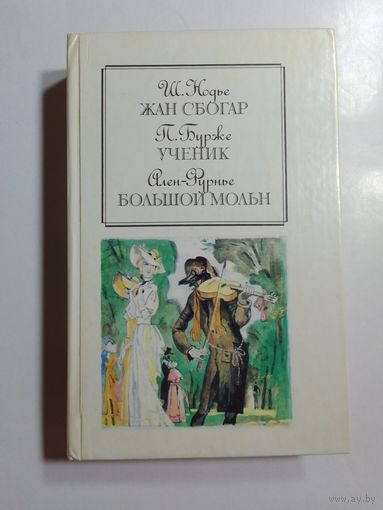 Ш. Нодье
ЖАН СБОГАР
П. Бурже
УЧЕНИК
Ален-Фурнье
БОЛЬШОЙ МОЛЬН
www.ay.by